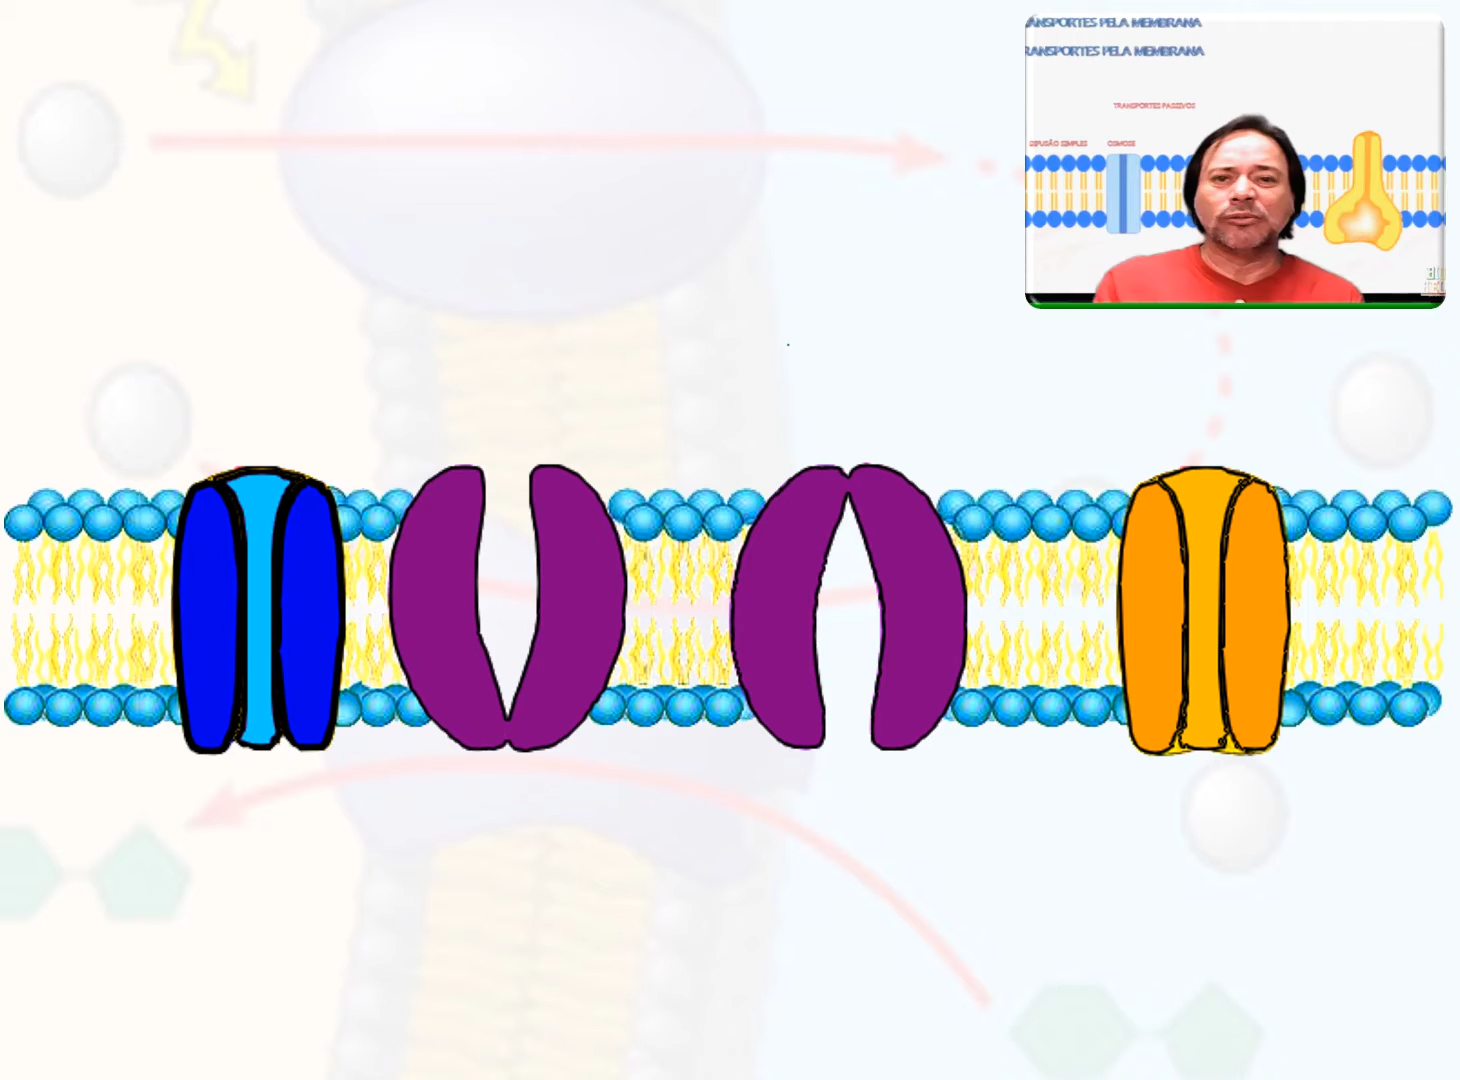 ANSPORTES PELA MEMBRANA
RANSPORTES PELA MEMBRANA
TRANSPORTES PASSIVOS
DIFUSÃO SIMPLES
OSMOSE